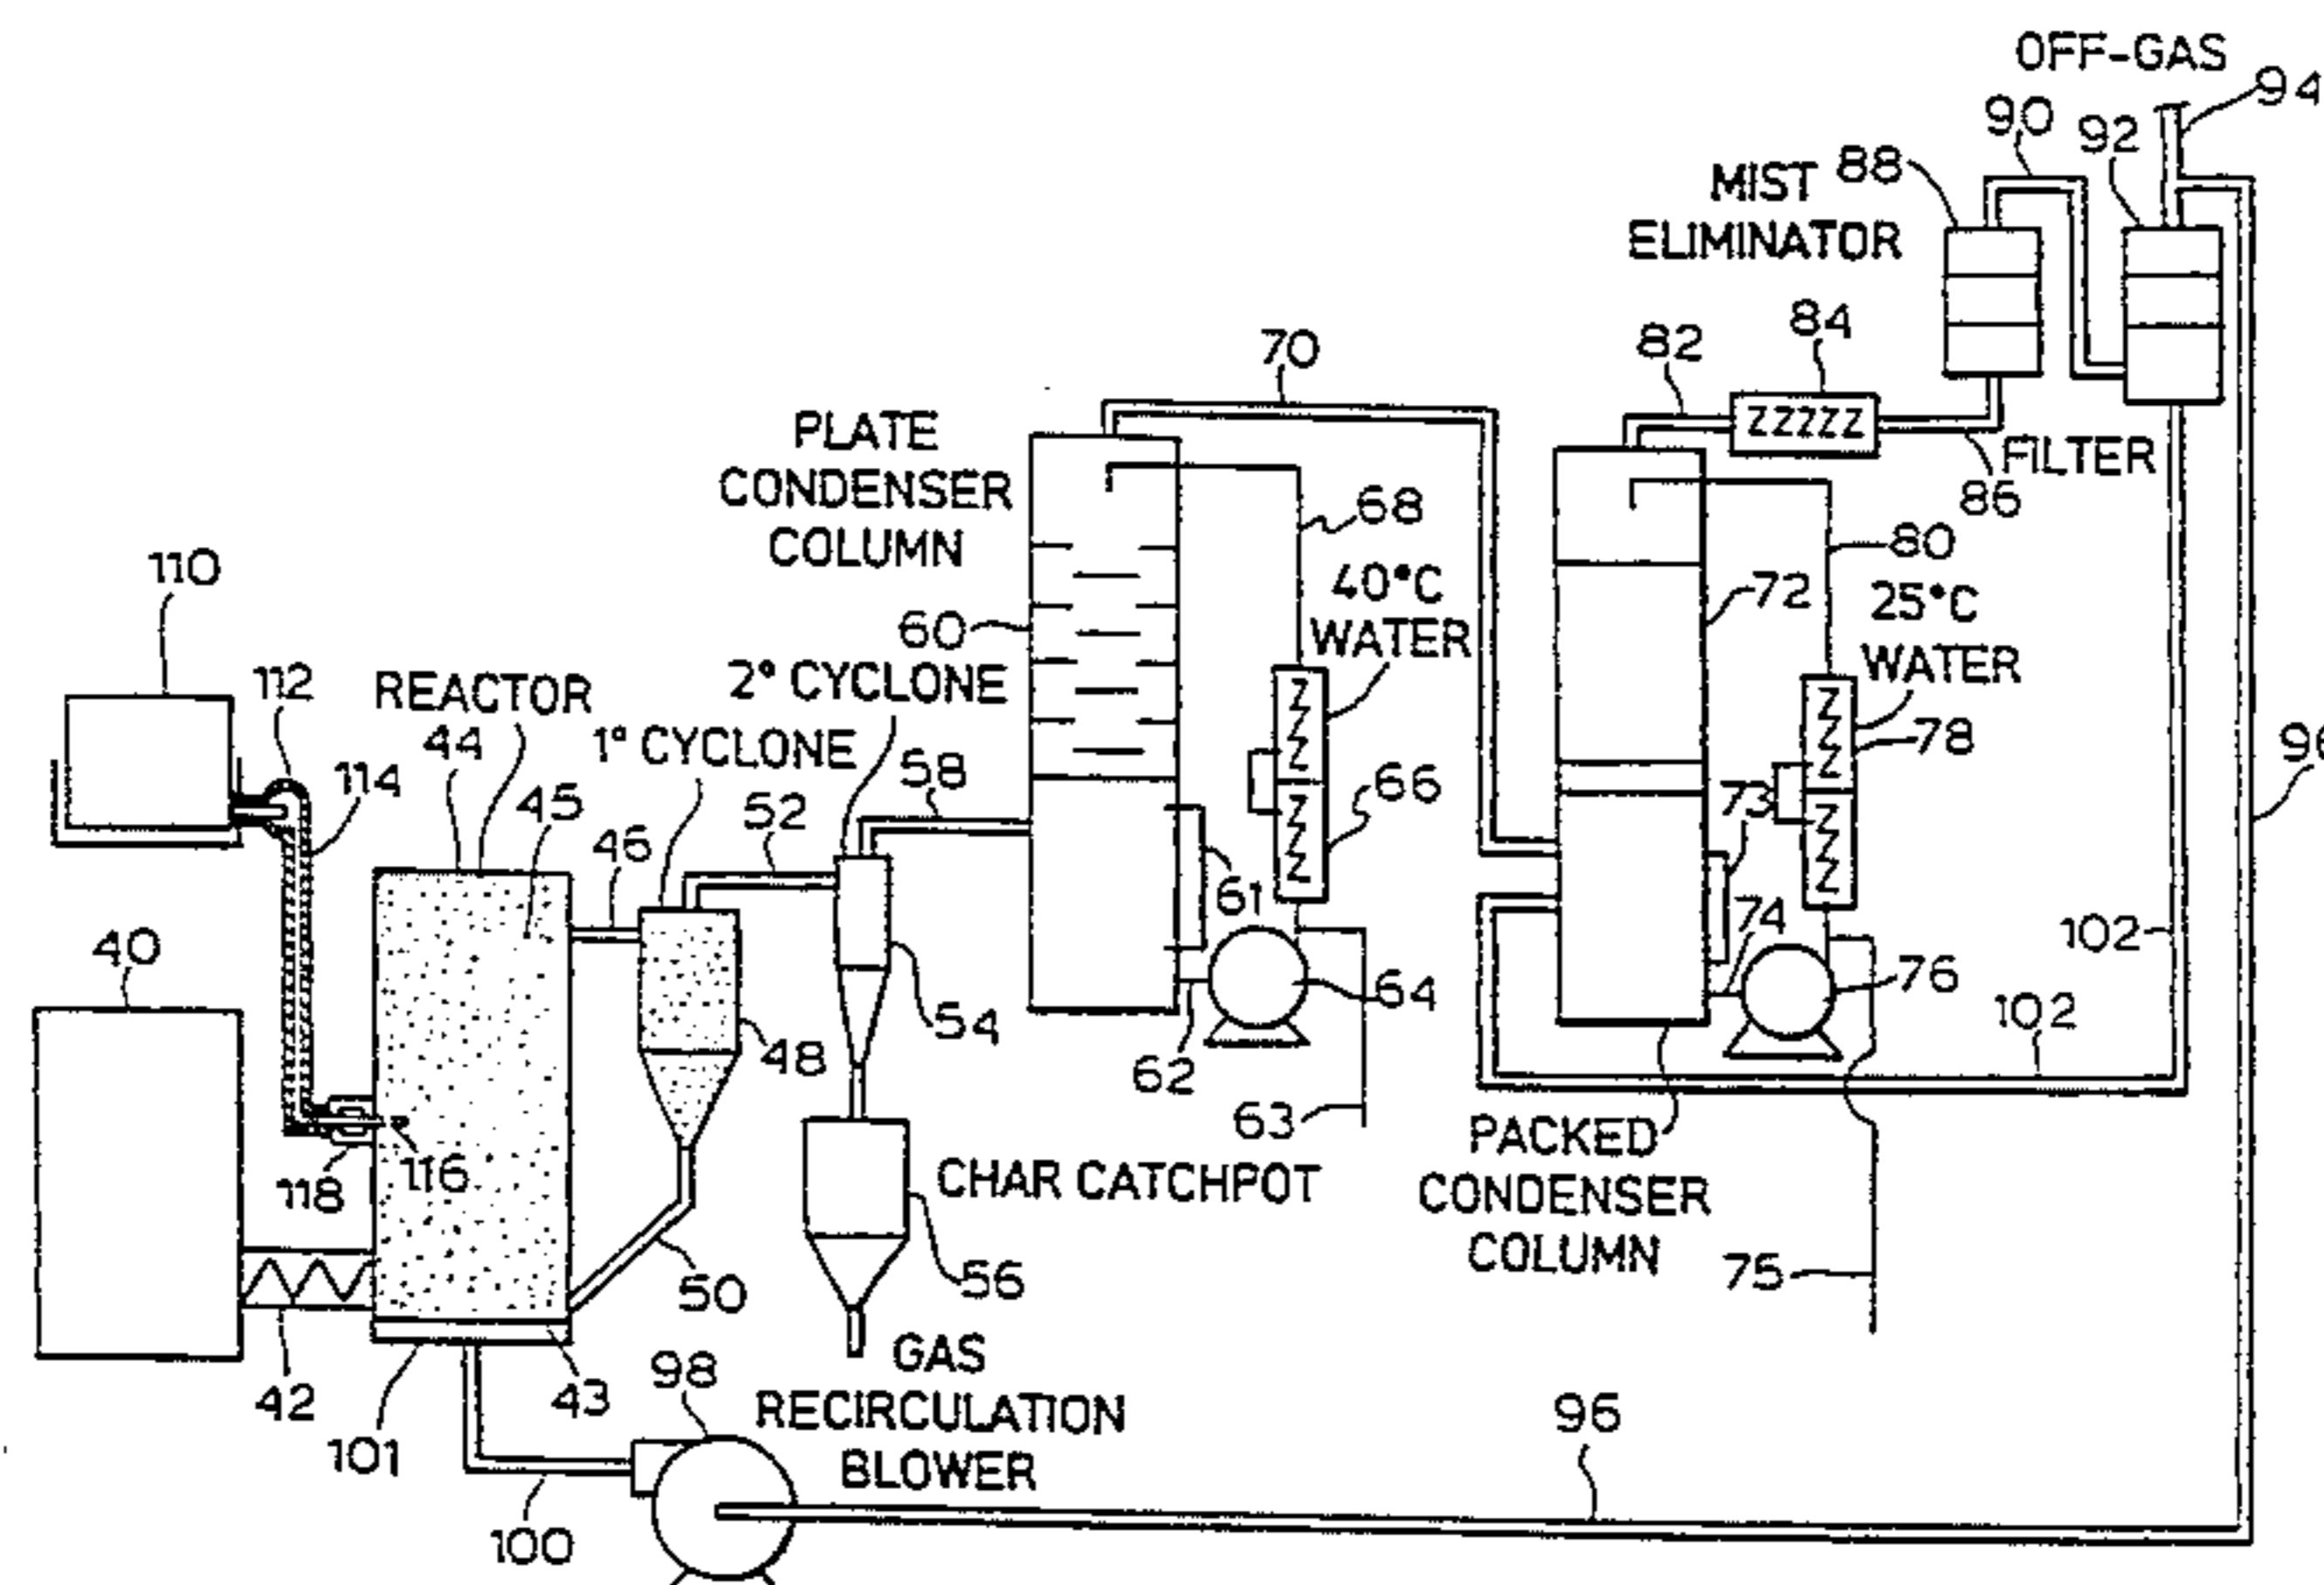 OFF-GAS
94
90
92
MIST 88
ELIMINATOR
84
82
70
PLATE
CONDENSER
COLUMN
FILTER
86
68
80
110
40°C
WATER
72
25°C
WATER
60
2° CYCLONE
112
REACTOR
44
1° CYCLONE
114
45
58
78
66
73
96
52
46
61
74
102
40
64
76
54
102
48
62
63
PACKED
CONDENSER
COLUMN
118
116
CHAR CATCHPOT
75
50
56
GAS
RECIRCULATION
BLOWER
98
42
43
101
96
100